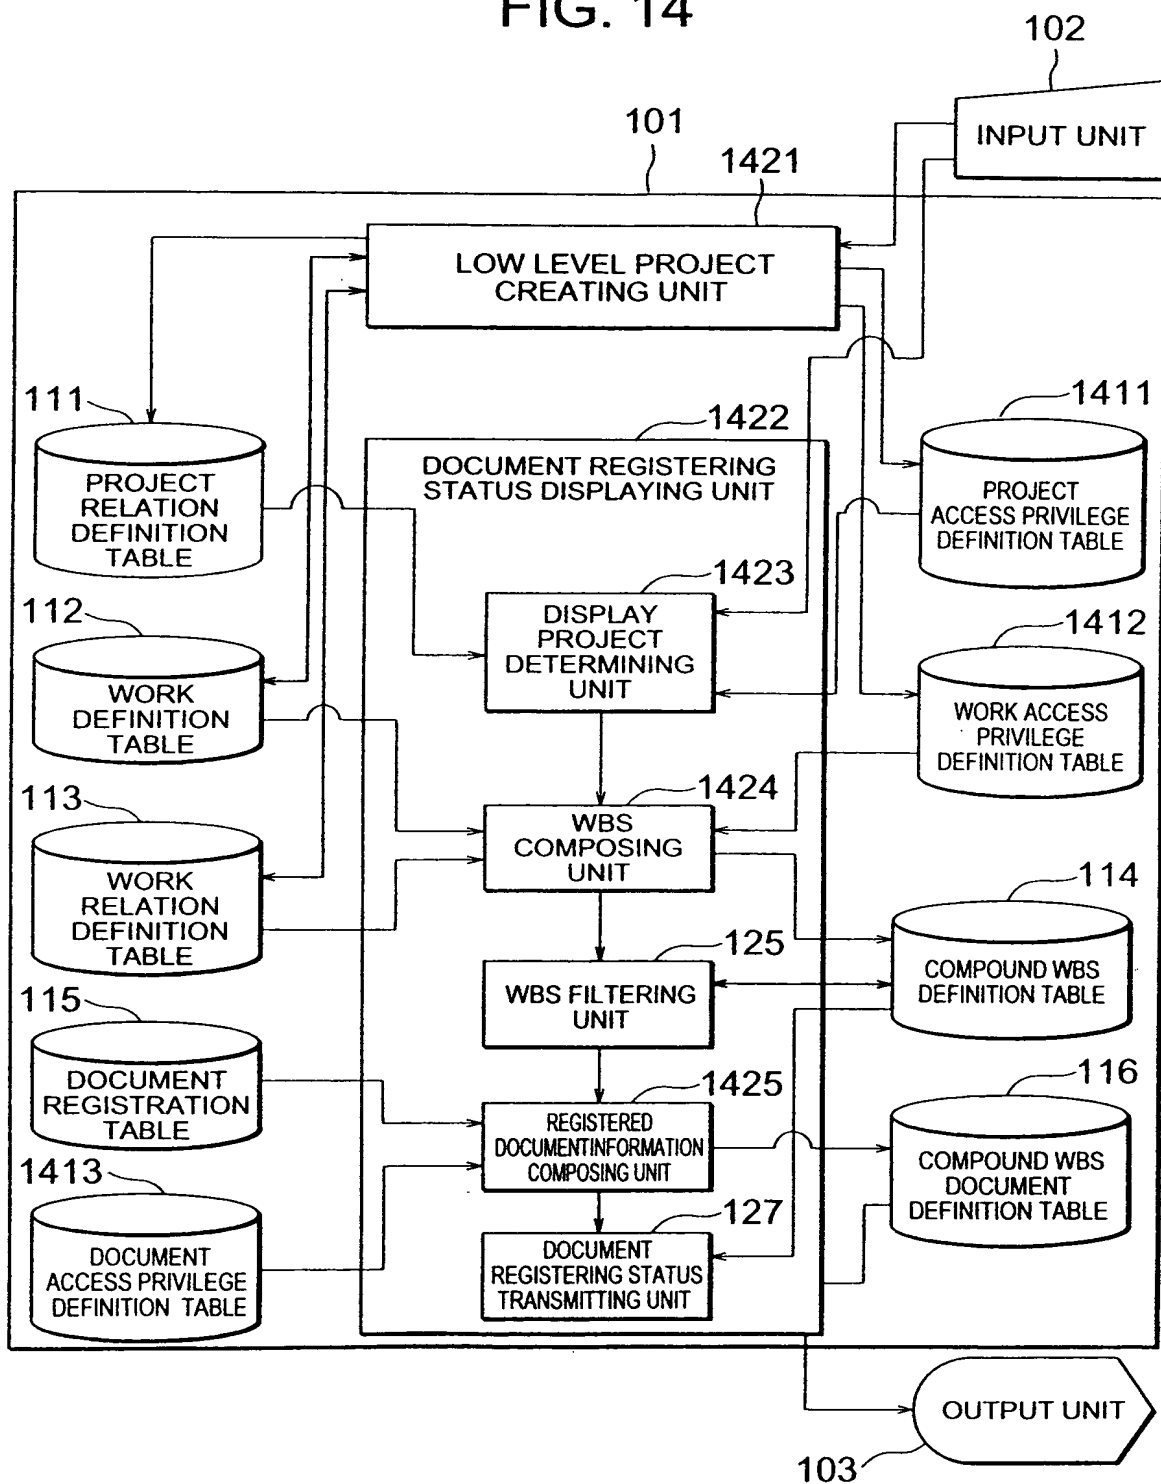 FIG. 14
102
INPUT UNIT
101
1421
LOW LEVEL PROJECT
CREATING UNIT
111
PROJECT
RELATION
DEFINITION
TABLE
1422
DOCUMENT REGISTERING
STATUS DISPLAYING UNIT
1411
PROJECT
ACCESS PRIVILEGE
DEFINITION TABLE
1423
DISPLAY
PROJECT
DETERMINING
UNIT
112
WORK
DEFINITION
TABLE
1412
WORK ACCESS
PRIVILEGE
DEFINITION TABLE
1424
WBS
COMPOSING
UNIT
113
WORK
RELATION
DEFINITION
TABLE
114
COMPOUND WBS
DEFINITION TABLE
125
WBS FILTERING
UNIT
115
DOCUMENT
REGISTRATION
TABLE
1425
REGISTERED
DOCUMENTINFORMATION
COMPOSING UNIT
116
COMPOUND WBS
DOCUMENT
DEFINITION TABLE
1413
DOCUMENT
ACCESS PRIVILEGE
DEFINITION TABLE
127
DOCUMENT
REGISTERING STATUS
TRANSMITTING UNIT
OUTPUT UNIT
103